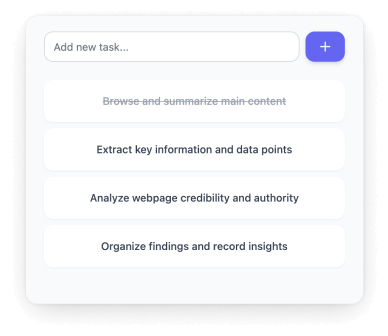 Add new task...
+
Browse and summarize main content
Extract key information and data points
Analyze webpage credibility and authority
Organize findings and record insights